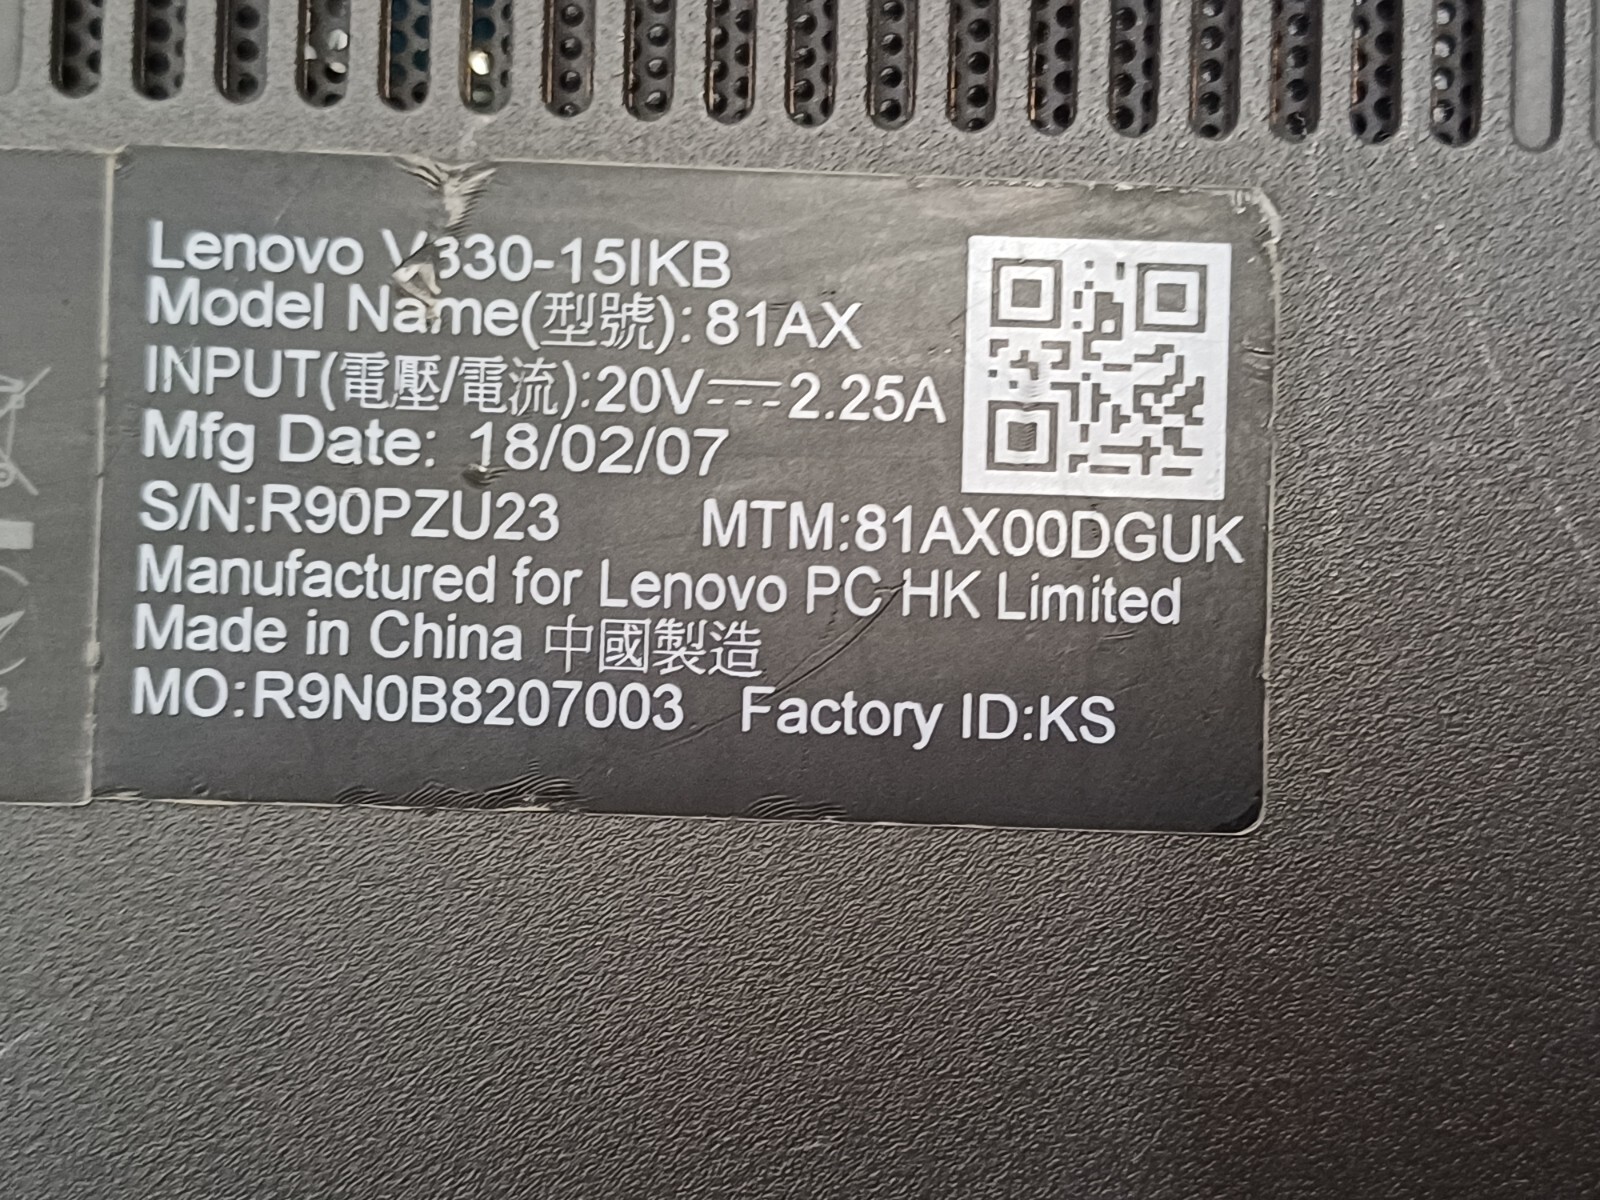 Lenovo V330-15IKB
Model Name(型號): 81AX
INPUT(電壓/電流):20V⎓2.25A
Mfg Date: 18/02/07
S/N:R90PZU23 MTM:81AX00DGUK
Manufactured for Lenovo PC HK Limited
Made in China 中國製造
MO:R9N0B8207003 Factory ID:KS